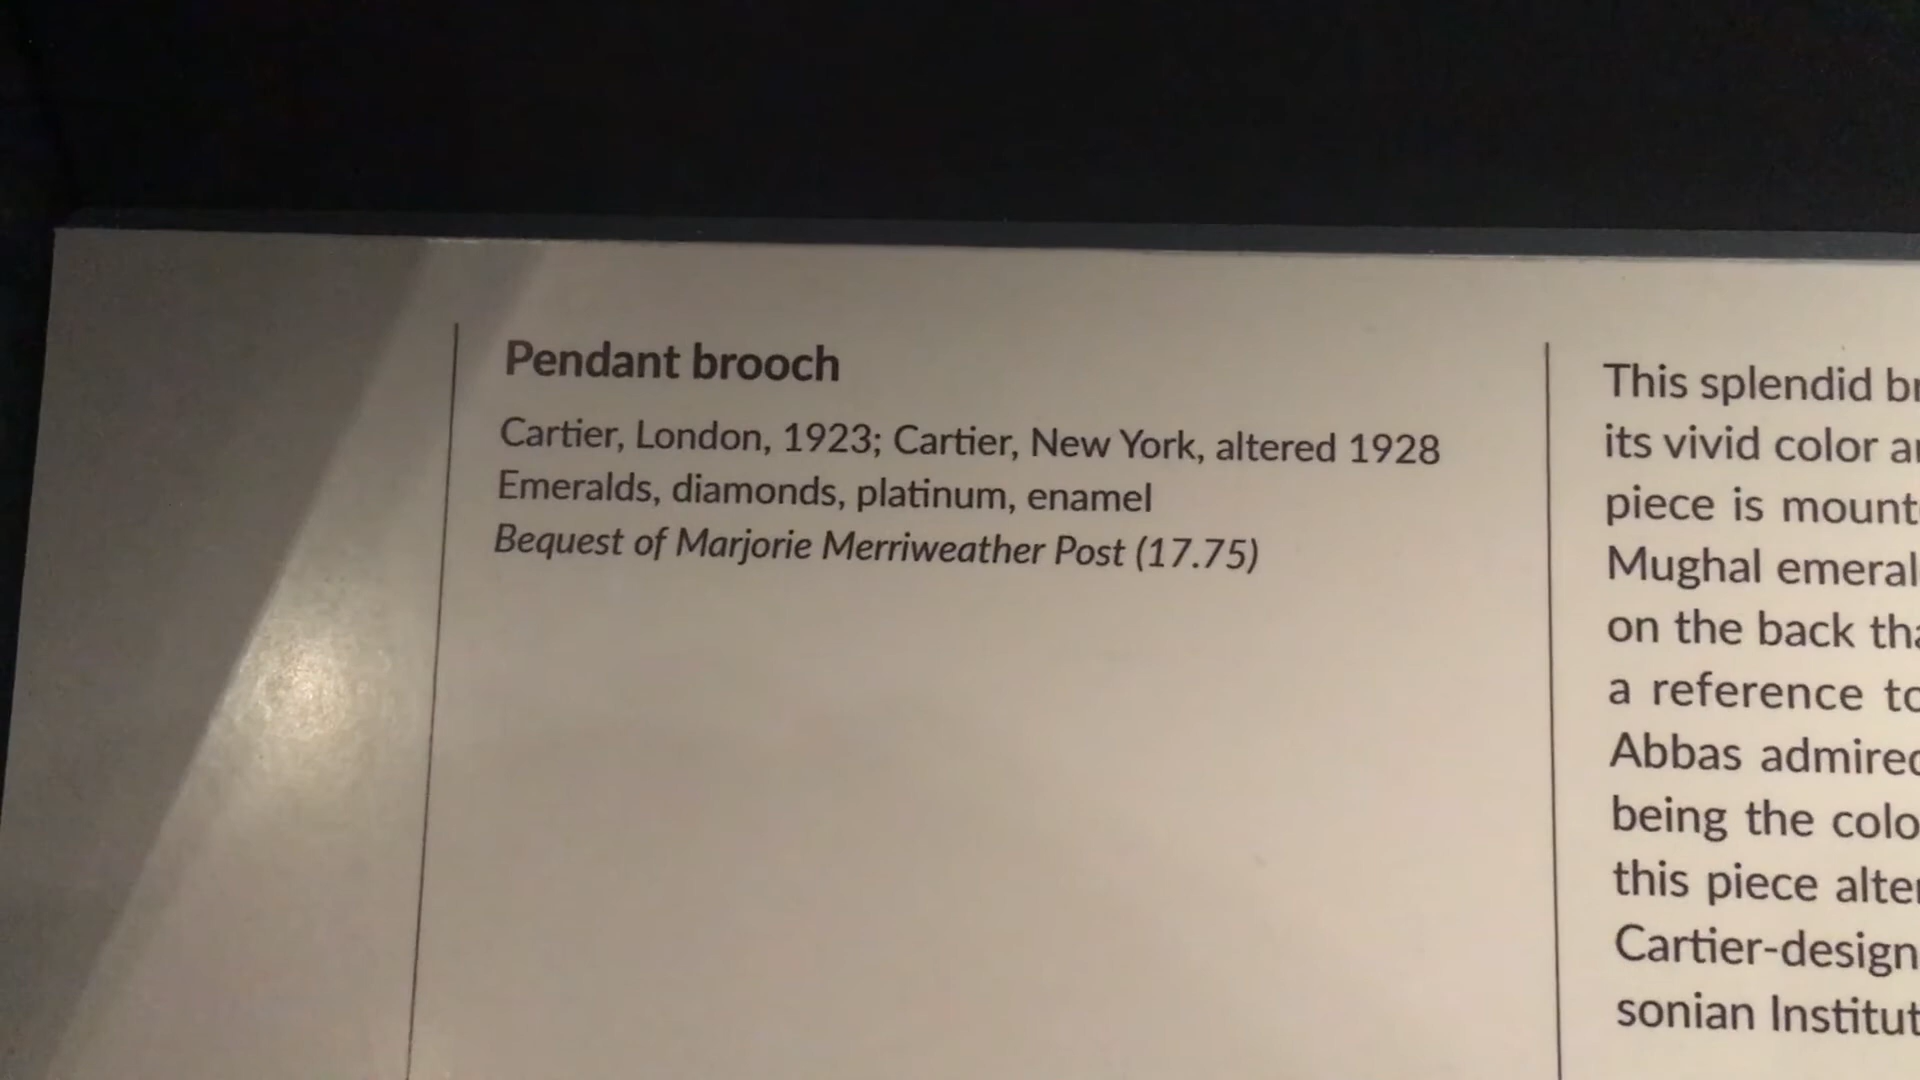 Pendant brooch
Cartier, London, 1923; Cartier, New York, altered 1928
Emeralds, diamonds, platinum, enamel
Bequest of Marjorie Merriweather Post (17.75)
This splendid
its vivid color
piece is
Mughal
on the back
a reference
Abbas
being the
this piece
sonian